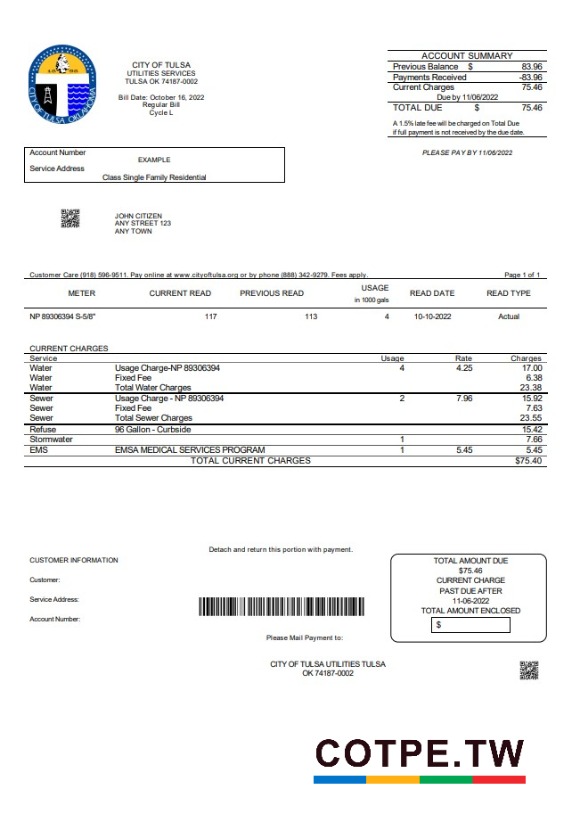 1898
CITY OF TULSA, OKLAHOMA
CITY OF TULSA
UTILITIES SERVICES
TULSA OK 74187-0002
Bill Date: October 16, 2022
Regular Bill
Cycle L
ACCOUNT SUMMARY
Previous Balance $ 83.96
Payments Received -83.96
Current Charges 75.46
Due by 11/06/2022
TOTAL DUE $ 75.46
A 1.5% late fee will be charged on Total Due
if full payment is not received by the due date.
PLEASE PAY BY 11/06/2022
Account Number
EXAMPLE
Service Address
Class Single Family Residential
JOHN CITIZEN
ANY STREET 123
ANY TOWN
Customer Care (918) 596-9511. Pay online at www.cityoftulsa.org or by phone (888) 342-9279. Fees apply. Page 1 of 1
METER CURRENT READ PREVIOUS READ USAGE in 1000 gals READ DATE READ TYPE
NP 89306394 S-5/8" 117 113 4 10-10-2022 Actual
CURRENT CHARGES
Service Usage Rate Charges
Water Usage Charge-NP 89306394 4 4.25 17.00
Water Fixed Fee 6.38
Water Total Water Charges 23.38
Sewer Usage Charge - NP 89306394 2 7.96 15.92
Sewer Fixed Fee 7.63
Sewer Total Sewer Charges 23.55
Refuse 96 Gallon - Curbside 15.42
Stormwater 1 7.66
EMS EMSA MEDICAL SERVICES PROGRAM 1 5.45 5.45
TOTAL CURRENT CHARGES $75.40
Detach and return this portion with payment.
CUSTOMER INFORMATION
Customer:
Service Address:
Account Number:
TOTAL AMOUNT DUE
$75.46
CURRENT CHARGE
PAST DUE AFTER
11-06-2022
TOTAL AMOUNT ENCLOSED
$
Please Mail Payment to:
CITY OF TULSA UTILITIES TULSA
OK 74187-0002
COTPE.TW